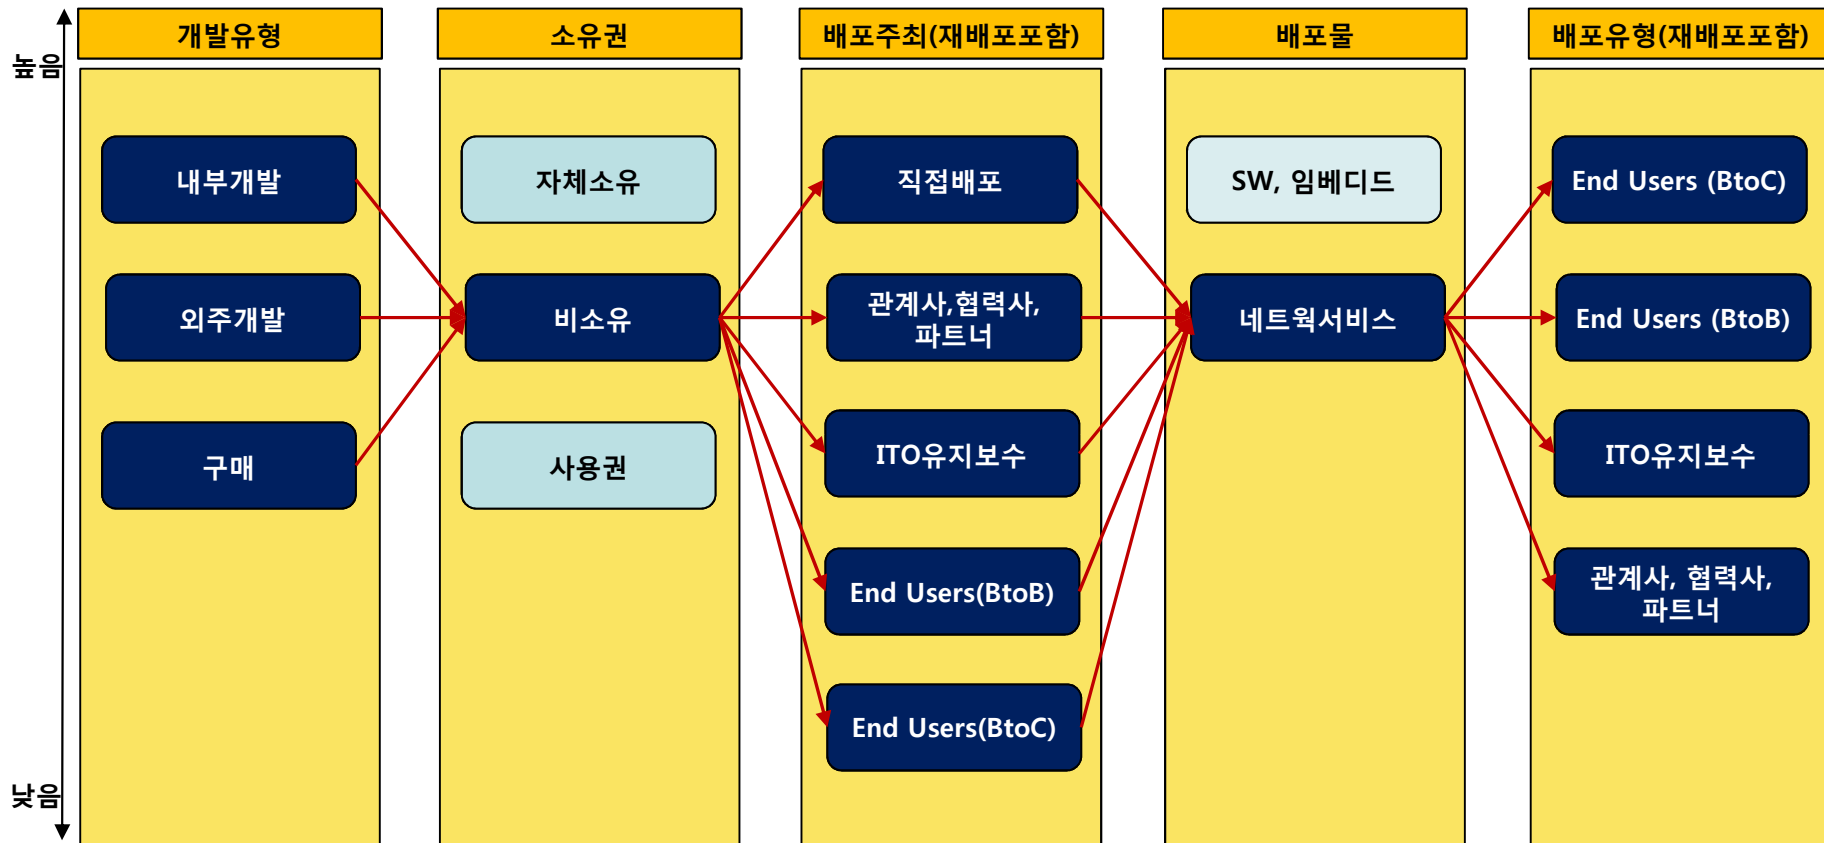 개발유형
소유권
배포주최(재배포포함)
배포물
배포유형(재배포포함)
높음
내부개발
자체소유
직접배포
SW, 임베디드
End Users (BtoC)
외주개발
비소유
관계사,협력사,
파트너
네트웍서비스
End Users (BtoB)
구매
사용권
ITO유지보수
ITO유지보수
End Users(BtoB)
관계사, 협력사,
파트너
End Users(BtoC)
낮음